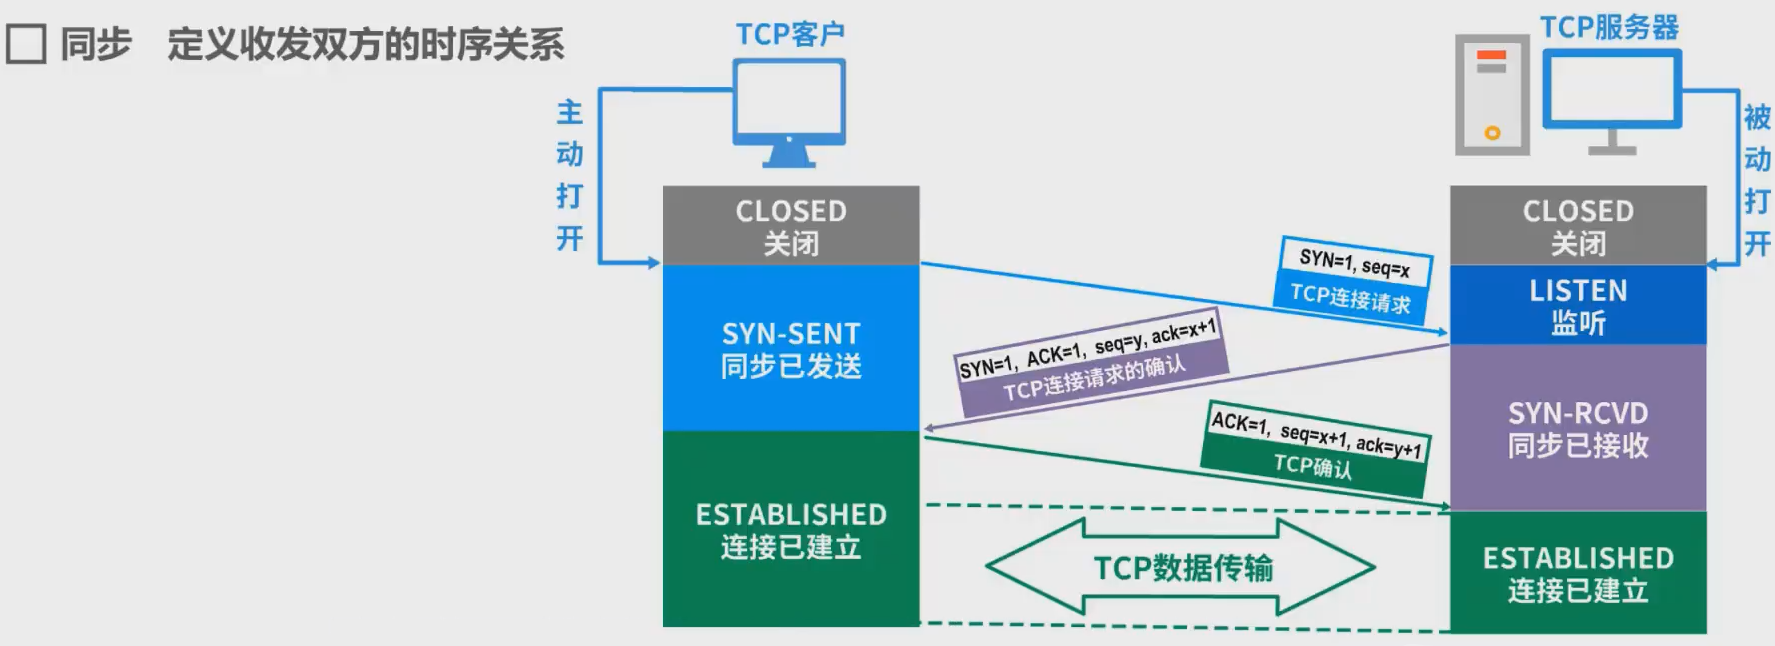 同步 定义收发双方的时序关系
TCP客户
TCP服务器
主动打开
被动打开
CLOSED
关闭
CLOSED
关闭
SYN=1, seq=x
TCP连接请求
LISTEN
监听
SYN-SENT
同步已发送
SYN=1, ACK=1, seq=y, ack=x+1
TCP连接请求的确认
SYN-RCVD
同步已接收
ACK=1, seq=x+1, ack=y+1
TCP确认
ESTABLISHED
连接已建立
TCP数据传输
ESTABLISHED
连接已建立